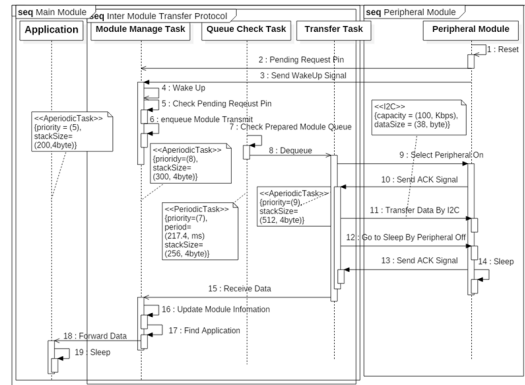 seq Main Module
seq Inter Module Transfer Protocol
seq Peripheral Module
Application
Module Manage Task
Queue Check Task
Transfer Task
Peripheral Module
1 : Reset
2 : Pending Request Pin
3 : Send WakeUp Signal
4 : Wake Up
5 : Check Pending Reqeust Pin
6 : enqueue Module Transmit
7 : Check Prepared Module Queue
8 : Dequeue
9 : Select Peripheral On
10 : Send ACK Signal
11 : Transfer Data By I2C
12 : Go to Sleep By Peripheral Off
13 : Send ACK Signal
14 : Sleep
15 : Receive Data
16 : Update Module Infomation
17 : Find Application
18 : Forward Data
19 : Sleep
<<AperiodicTask>>
{priority = (5),
stackSize=
(200,4byte)}
<<AperiodicTask>>
{prioridy=(8),
stackSize=
(300, 4byte)}
<<PeriodicTask>>
{priority=(7),
period=
(217.4, ms)
stackSize=
(256, 4byte)}
<<AperiodicTask>>
{priority=(9),
stackSize=
(512, 4byte)}
<<I2C>>
{capacity = (100, Kbps),
dataSize = (38, byte)}